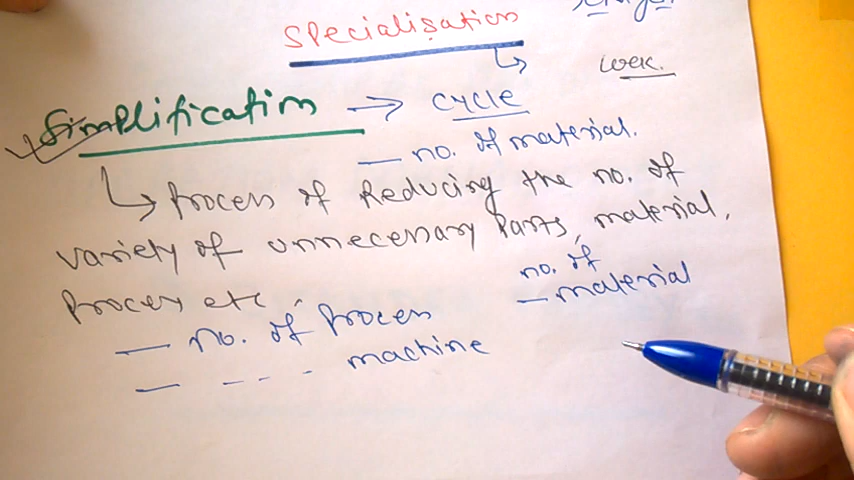 Specialisation
work.
Simplification → cycle
— no. of material.
↳ Process of Reducing the no. of
variety of unnecessary Parts, material,
Process etc.
no. of
— material
— no. of Process
— - - - machine